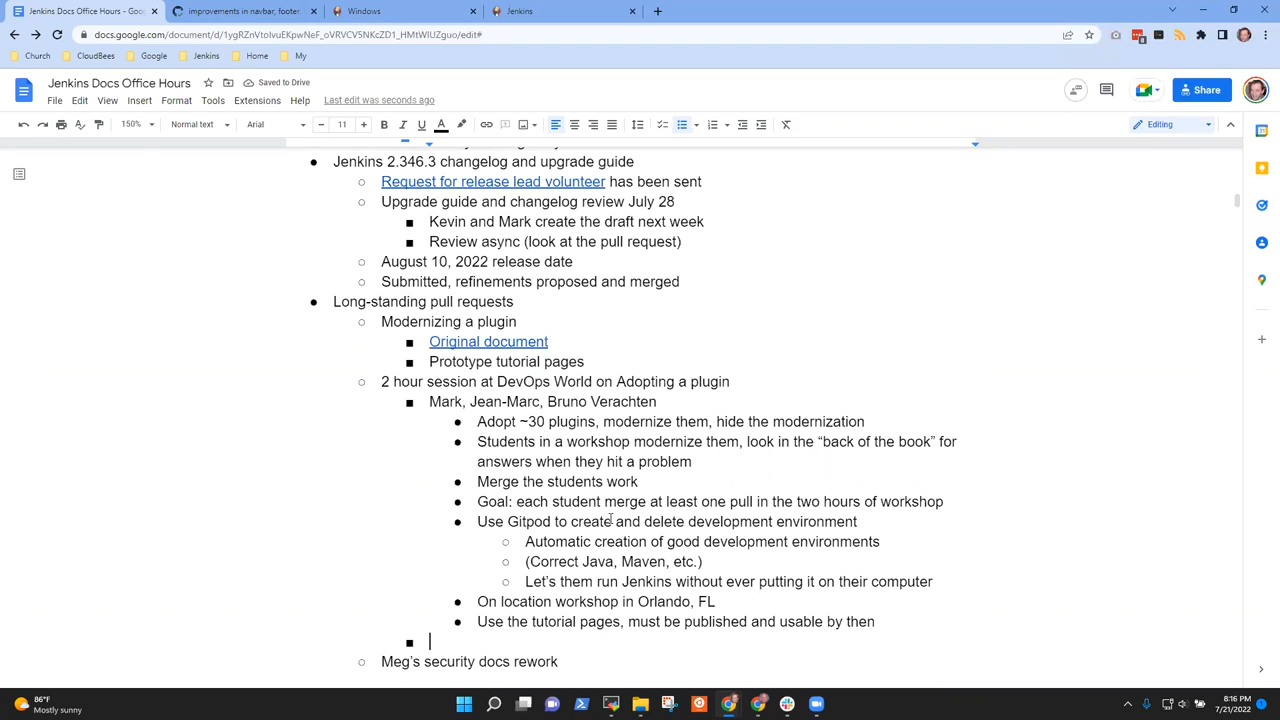 Jenkins Docs Office Hours - Goo
improvements in navbar, footer
Windows
Jenkins
docs.google.com/document/d/1ygRZnVtoIvuEKpwNeF_oVRVCV5NKcZD1_HMtWIUZguo/edit#
Church
CloudBees
Google
Jenkins
Home
My
Jenkins Docs Office Hours
Saved to Drive
File Edit View Insert Format Tools Extensions Help Last edit was seconds ago
Share
150% Normal text Arial 11 Editing
Jenkins 2.346.3 changelog and upgrade guide
Request for release lead volunteer has been sent
Upgrade guide and changelog review July 28
Kevin and Mark create the draft next week
Review async (look at the pull request)
August 10, 2022 release date
Submitted, refinements proposed and merged
Long-standing pull requests
Modernizing a plugin
Original document
Prototype tutorial pages
2 hour session at DevOps World on Adopting a plugin
Mark, Jean-Marc, Bruno Verachten
Adopt ~30 plugins, modernize them, hide the modernization
Students in a workshop modernize them, look in the “back of the book” for
answers when they hit a problem
Merge the students work
Goal: each student merge at least one pull in the two hours of workshop
Use Gitpod to create and delete development environment
Automatic creation of good development environments
(Correct Java, Maven, etc.)
Let’s them run Jenkins without ever putting it on their computer
On location workshop in Orlando, FL
Use the tutorial pages, must be published and usable by then
Meg’s security docs rework
86°F
Mostly sunny
8:16 PM
7/21/2022